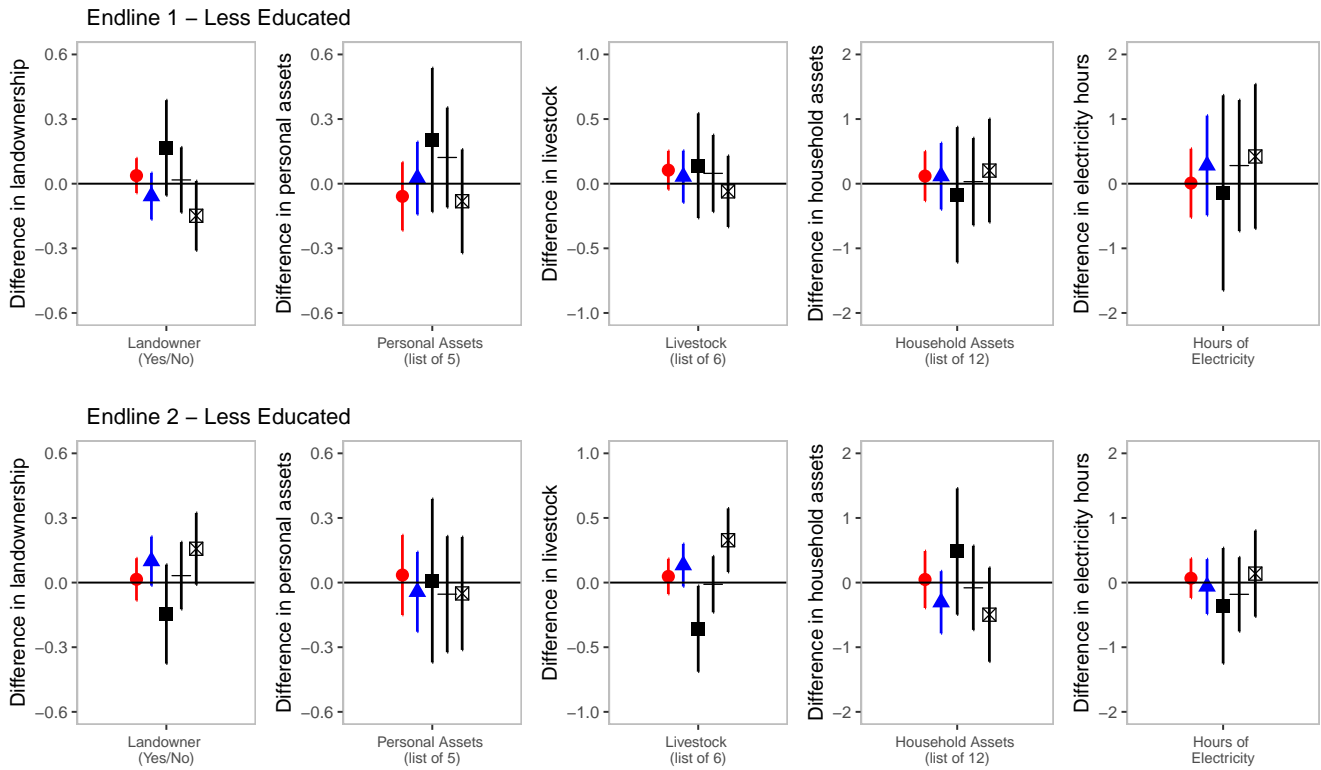 Endline 1 – Less Educated
Difference in landownership
0.6
0.3
0.0
−0.3
−0.6
Landowner
(Yes/No)
Difference in personal assets
0.6
0.3
0.0
−0.3
−0.6
Personal Assets
(list of 5)
Difference in livestock
1.0
0.5
0.0
−0.5
−1.0
Livestock
(list of 6)
Difference in household assets
2
1
0
−1
−2
Household Assets
(list of 12)
Difference in electricity hours
2
1
0
−1
−2
Hours of
Electricity
Endline 2 – Less Educated
Difference in landownership
0.6
0.3
0.0
−0.3
−0.6
Landowner
(Yes/No)
Difference in personal assets
0.6
0.3
0.0
−0.3
−0.6
Personal Assets
(list of 5)
Difference in livestock
1.0
0.5
0.0
−0.5
−1.0
Livestock
(list of 6)
Difference in household assets
2
1
0
−1
−2
Household Assets
(list of 12)
Difference in electricity hours
2
1
0
−1
−2
Hours of
Electricity